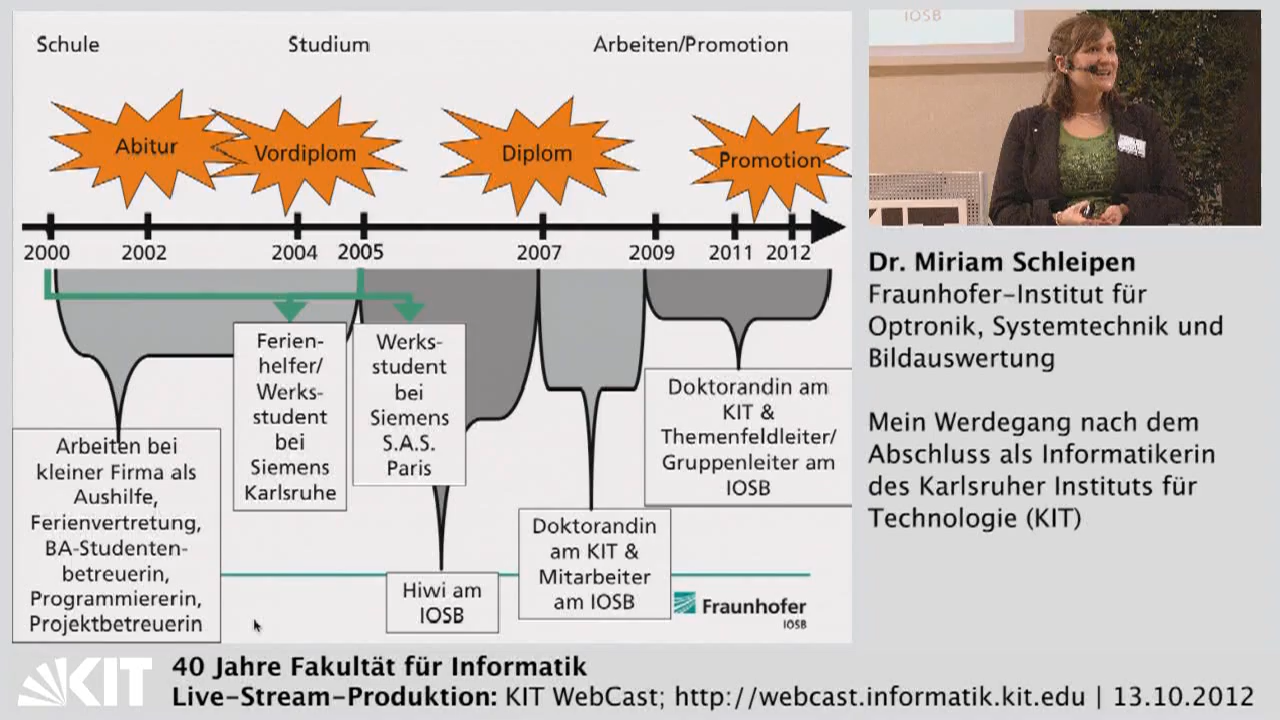 Schule
Studium
Arbeiten/Promotion
Abitur
Vordiplom
Diplom
Promotion
2000
2002
2004
2005
2007
2009
2011
2012
Arbeiten bei
kleiner Firma als
Aushilfe,
Ferienvertretung,
BA-Studenten-
betreuerin,
Programmiererin,
Projektbetreuerin
Ferien-
helfer/
Werks-
student
bei
Siemens
Karlsruhe
Werks-
student
bei
Siemens
S.A.S.
Paris
Hiwi am
IOSB
Doktorandin
am KIT &
Mitarbeiter
am IOSB
Doktorandin am
KIT &
Themenfeldleiter/
Gruppenleiter am
IOSB
Fraunhofer
IOSB
IOSB
Dr. Miriam Schleipen
Fraunhofer-Institut für
Optronik, Systemtechnik und
Bildauswertung
Mein Werdegang nach dem
Abschluss als Informatikerin
des Karlsruher Instituts für
Technologie (KIT)
KIT
40 Jahre Fakultät für Informatik
Live-Stream-Produktion: KIT WebCast; http://webcast.informatik.kit.edu | 13.10.2012